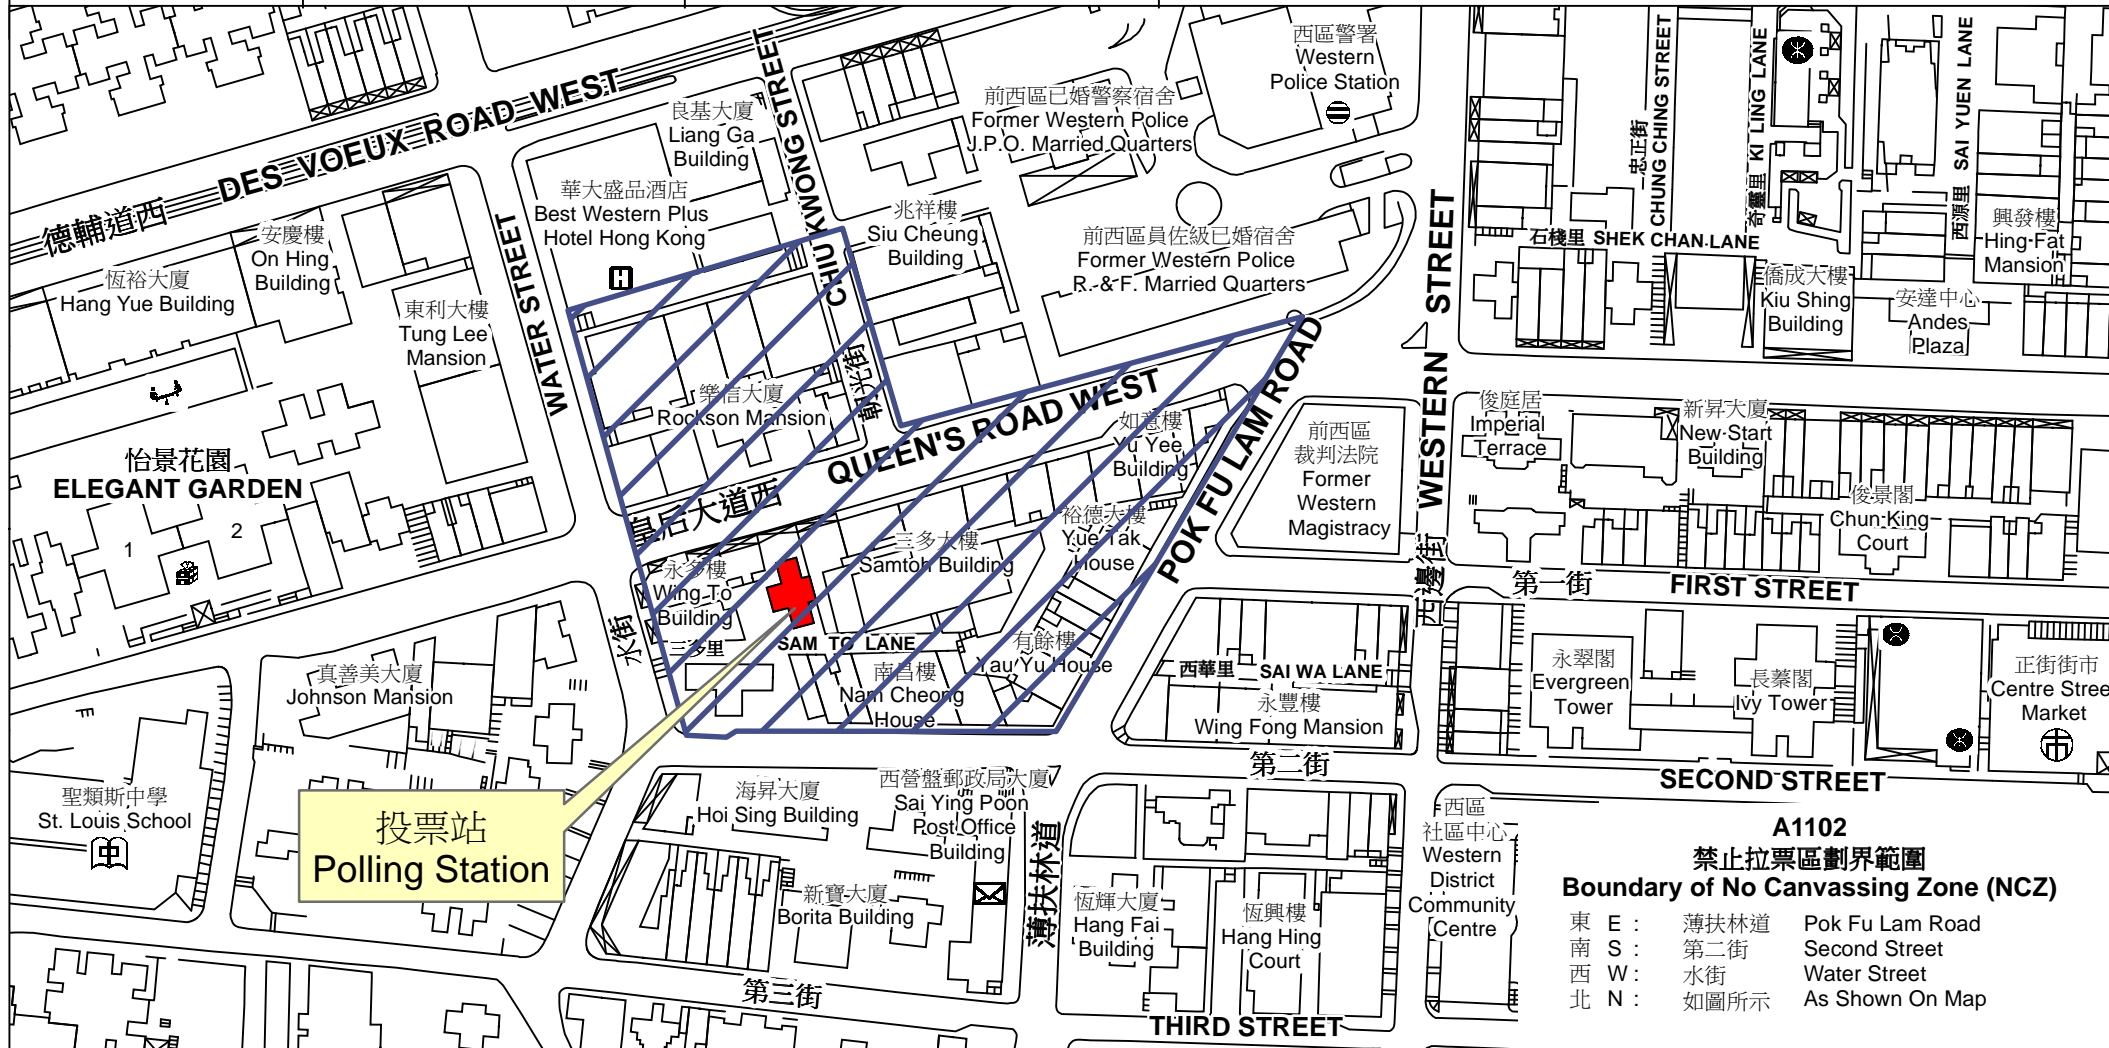 西區警署
Western
Police Station
CHUNG CHING STREET
忠正街
KI LING LANE
奇靈里
SAI YUEN LANE
西源里
DES VOEUX ROAD WEST
德輔道西
良基大廈
Liang Ga
Building
CHIU KWONG STREET
朝光街
前西區已婚警察宿舍
Former Western Police
J.P.O. Married Quarters
華大盛品酒店
Best Western Plus
Hotel Hong Kong
兆祥樓
Siu Cheung
Building
前西區員佐級已婚宿舍
Former Western Police
R. & F. Married Quarters
石棧里 SHEK CHAN LANE
興發樓
Hing Fat
Mansion
安慶樓
On Hing
Building
恆裕大廈
Hang Yue Building
東利大樓
Tung Lee
Mansion
WATER STREET
水街
僑成大樓
Kiu Shing
Building
安達中心
Andes
Plaza
樂信大廈
Rockson Mansion
皇后大道西 QUEEN'S ROAD WEST
如意樓
Yu Yee
Building
POK FU LAM ROAD
薄扶林道
WESTERN STREET
西邊街
前西區
裁判法院
Former
Western
Magistracy
俊庭居
Imperial
Terrace
新昇大廈
New Start
Building
俊景閣
Chun King
Court
怡景花園
ELEGANT GARDEN
1
2
裕德大樓
Yue Tak
House
三多大樓
Samtoh Building
永多樓
Wing To
Building
三多里
SAM TO LANE
南昌樓
Nam Cheong
House
有餘樓
Yau Yu House
第一街
FIRST STREET
西華里 SAI WA LANE
永豐樓
Wing Fong Mansion
永翠閣
Evergreen
Tower
長蓁閣
Ivy Tower
正街街市
Centre Stree
Market
市
真善美大廈
Johnson Mansion
第二街
SECOND STREET
聖類斯中學
St. Louis School
中
投票站
Polling Station
海昇大廈
Hoi Sing Building
西營盤郵政局大廈
Sai Ying Poon
Post Office
Building
新寶大廈
Borita Building
恆輝大廈
Hang Fai
Building
恆興樓
Hang Hing
Court
西區
社區中心
Western
District
Community
Centre
第三街
THIRD STREET
A1102
禁止拉票區劃界範圍
Boundary of No Canvassing Zone (NCZ)
東 E : 薄扶林道 Pok Fu Lam Road
南 S : 第二街 Second Street
西 W : 水街 Water Street
北 N : 如圖所示 As Shown On Map